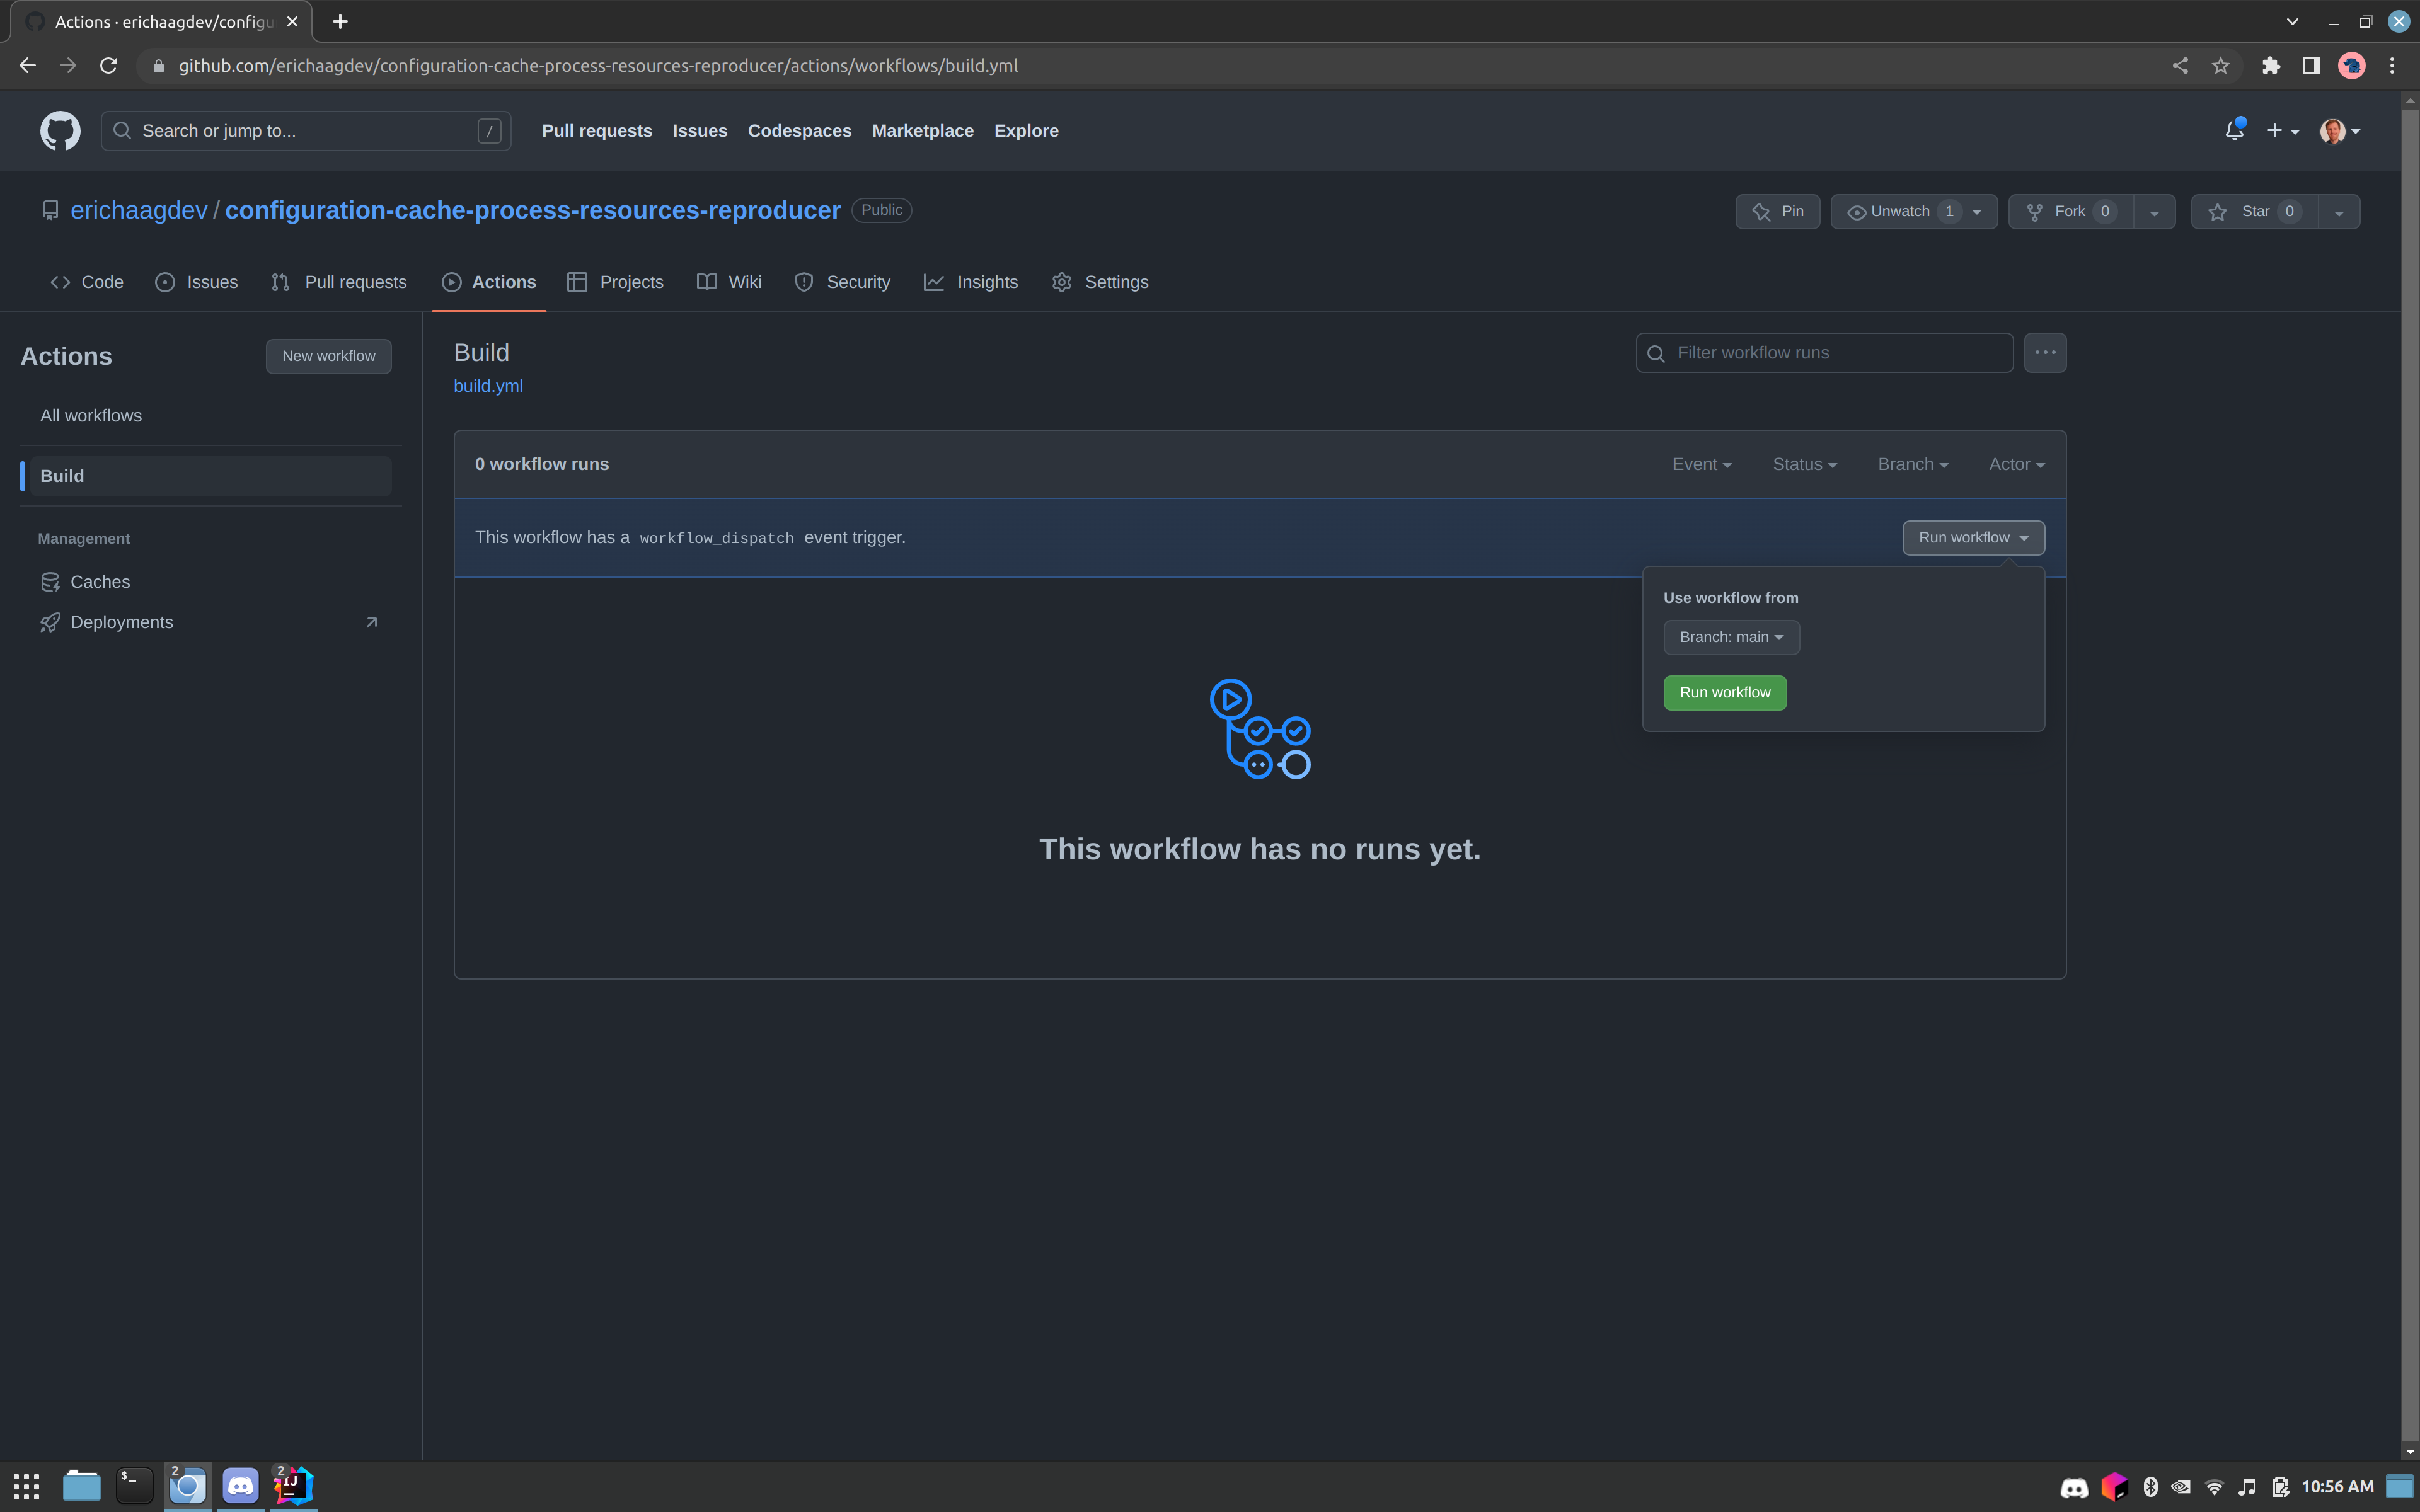 Actions · erichaagdev/configu
github.com/erichaagdev/configuration-cache-process-resources-reproducer/actions/workflows/build.yml
Search or jump to... /
Pull requests Issues Codespaces Marketplace Explore
erichaagdev / configuration-cache-process-resources-reproducer Public
Pin Unwatch 1 Fork 0 Star 0
Code Issues Pull requests Actions Projects Wiki Security Insights Settings
Actions New workflow
All workflows
Build
Management
Caches
Deployments
Build
build.yml
Filter workflow runs
0 workflow runs
Event Status Branch Actor
This workflow has a workflow_dispatch event trigger.
Run workflow
Use workflow from
Branch: main
Run workflow
This workflow has no runs yet.
$_ 2 2 IJ
10:56 AM